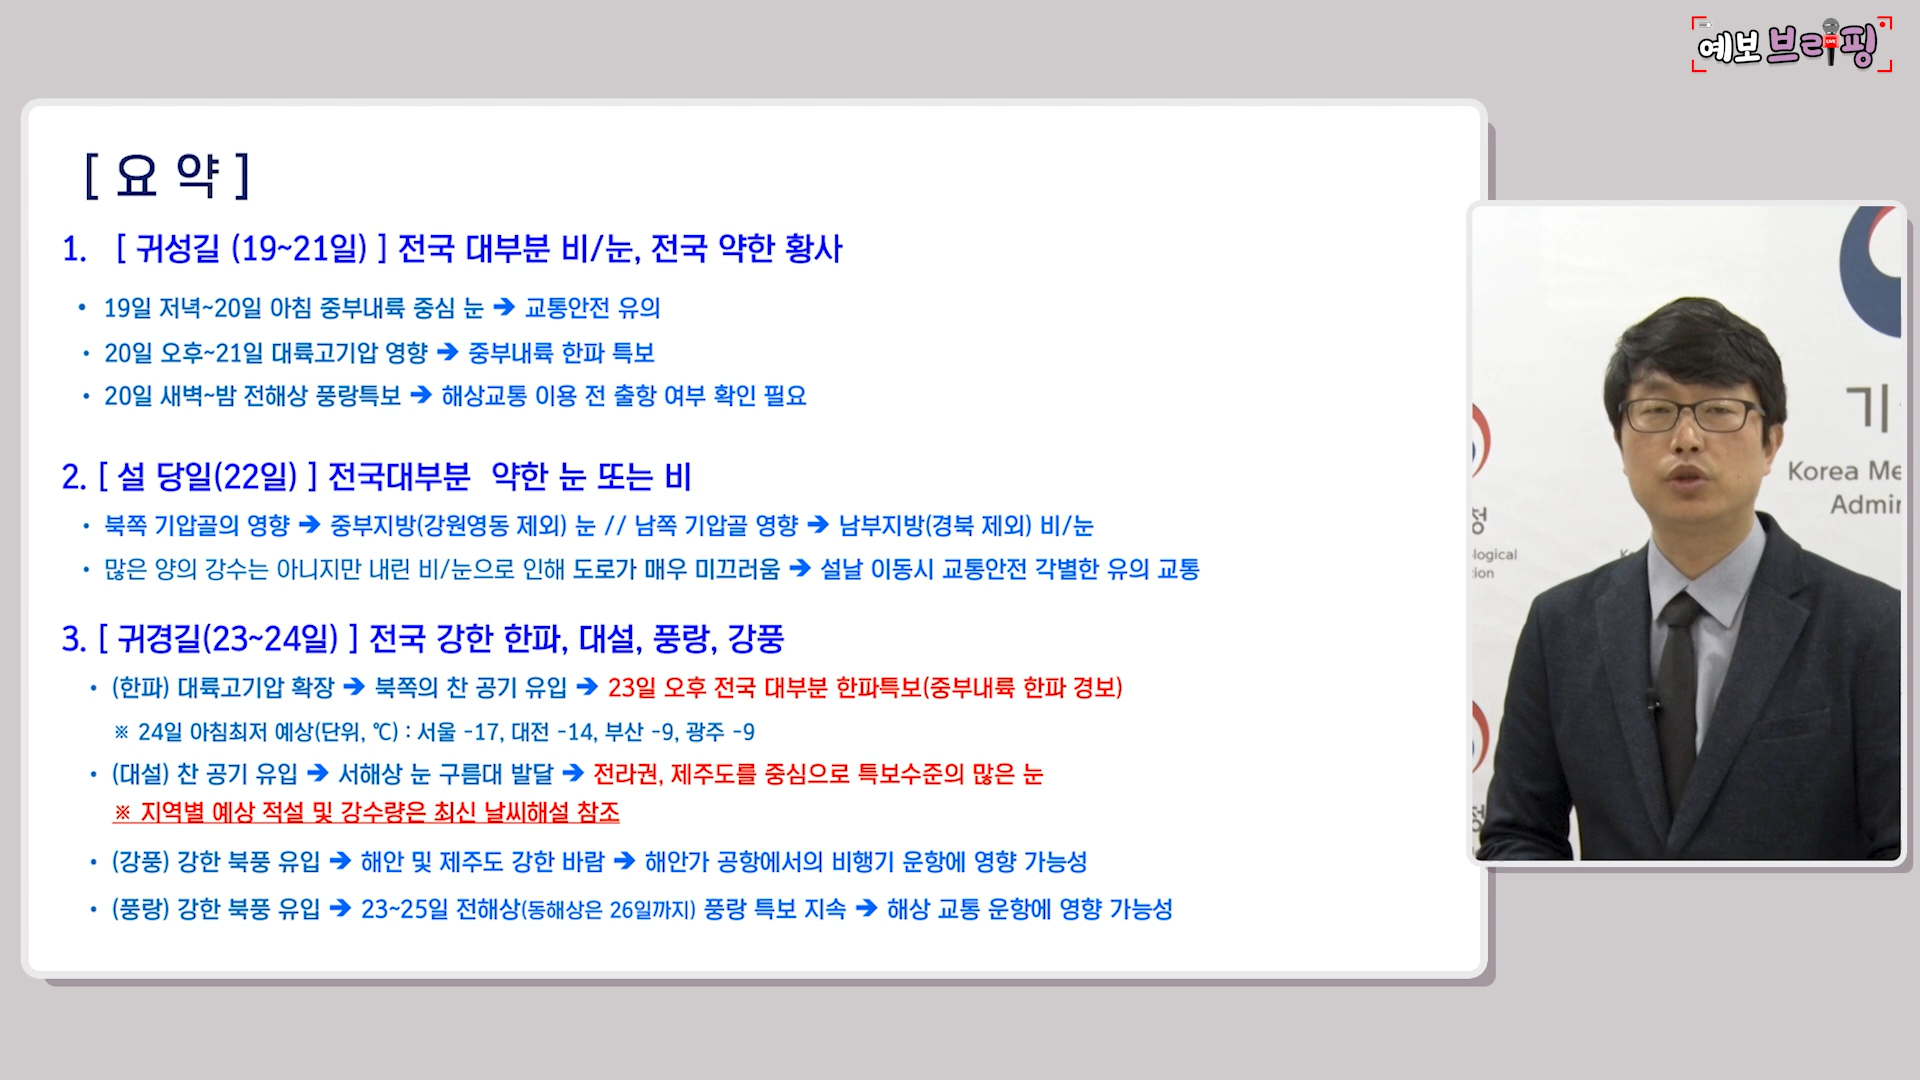 예보 브리핑
LIVE
[ 요 약 ]
1. [ 귀성길 (19~21일) ] 전국 대부분 비/눈, 전국 약한 황사
• 19일 저녁~20일 아침 중부내륙 중심 눈 ➔ 교통안전 유의
• 20일 오후~21일 대륙고기압 영향 ➔ 중부내륙 한파 특보
• 20일 새벽~밤 전해상 풍랑특보 ➔ 해상교통 이용 전 출항 여부 확인 필요
2. [ 설 당일(22일) ] 전국대부분 약한 눈 또는 비
• 북쪽 기압골의 영향 ➔ 중부지방(강원영동 제외) 눈 // 남쪽 기압골 영향 ➔ 남부지방(경북 제외) 비/눈
• 많은 양의 강수는 아니지만 내린 비/눈으로 인해 도로가 매우 미끄러움 ➔ 설날 이동시 교통안전 각별한 유의 교통
3. [ 귀경길(23~24일) ] 전국 강한 한파, 대설, 풍랑, 강풍
• (한파) 대륙고기압 확장 ➔ 북쪽의 찬 공기 유입 ➔ 23일 오후 전국 대부분 한파특보(중부내륙 한파 경보)
※ 24일 아침최저 예상(단위, ℃) : 서울 -17, 대전 -14, 부산 -9, 광주 -9
• (대설) 찬 공기 유입 ➔ 서해상 눈 구름대 발달 ➔ 전라권, 제주도를 중심으로 특보수준의 많은 눈
※ 지역별 예상 적설 및 강수량은 최신 날씨해설 참조
• (강풍) 강한 북풍 유입 ➔ 해안 및 제주도 강한 바람 ➔ 해안가 공항에서의 비행기 운항에 영향 가능성
• (풍랑) 강한 북풍 유입 ➔ 23~25일 전해상(동해상은 26일까지) 풍랑 특보 지속 ➔ 해상 교통 운항에 영향 가능성
기
Korea Me
Admin
청
logical
tion